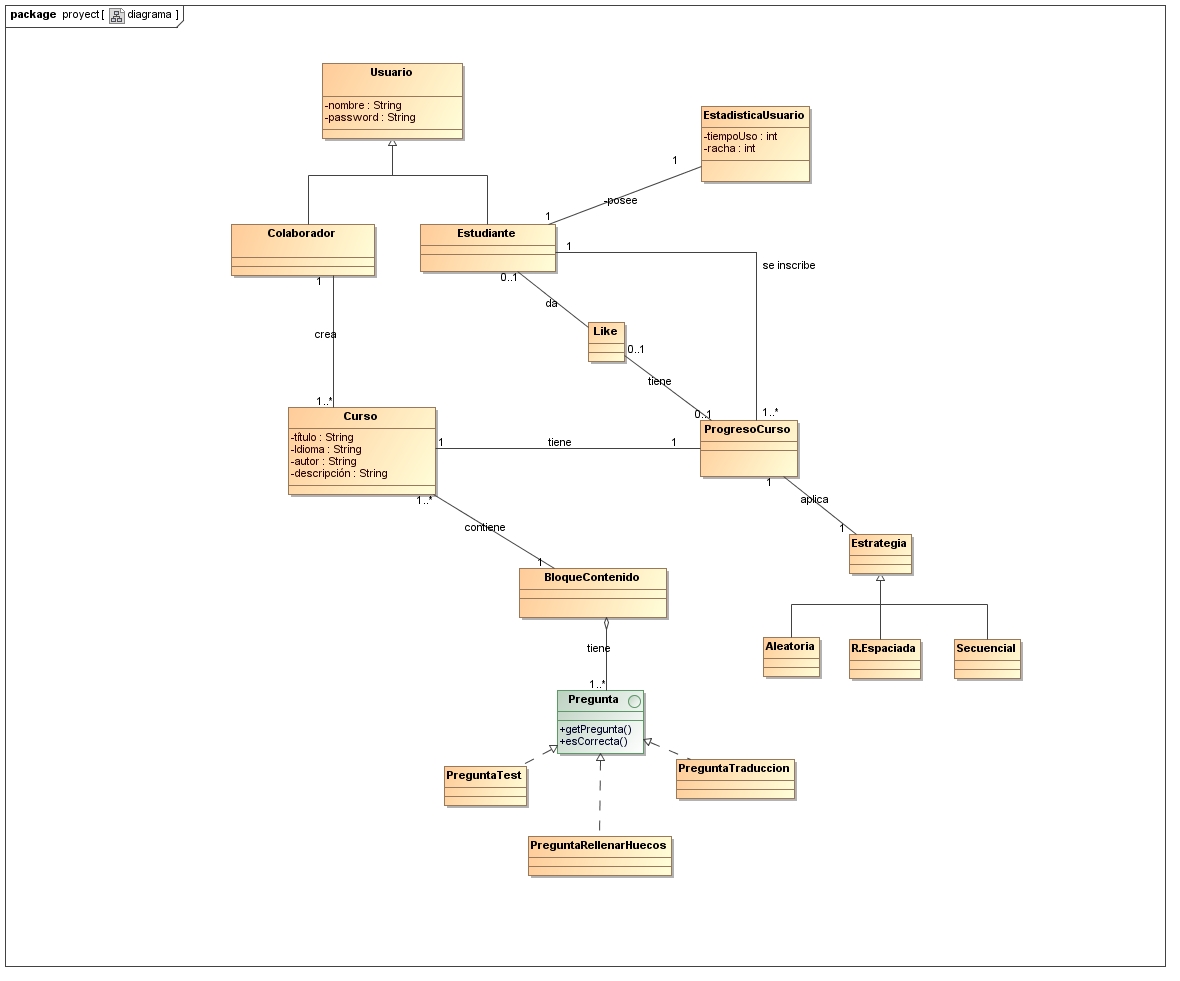 package proyect [ diagrama ]
Usuario
-nombre : String
-password : String
EstadisticaUsuario
-tiempoUso : int
-racha : int
1
-posee
1
Colaborador
Estudiante
1
se inscribe
1
0..1
da
Like
crea
0..1
tiene
1..*
0..1
1..*
Curso
-título : String
-Idioma : String
-autor : String
-descripción : String
1
tiene
1
ProgresoCurso
1..*
1
aplica
contiene
1
1
Estrategia
BloqueContenido
tiene
Aleatoria
R.Espaciada
Secuencial
1..*
Pregunta
+getPregunta()
+esCorrecta()
PreguntaTest
PreguntaTraduccion
PreguntaRellenarHuecos